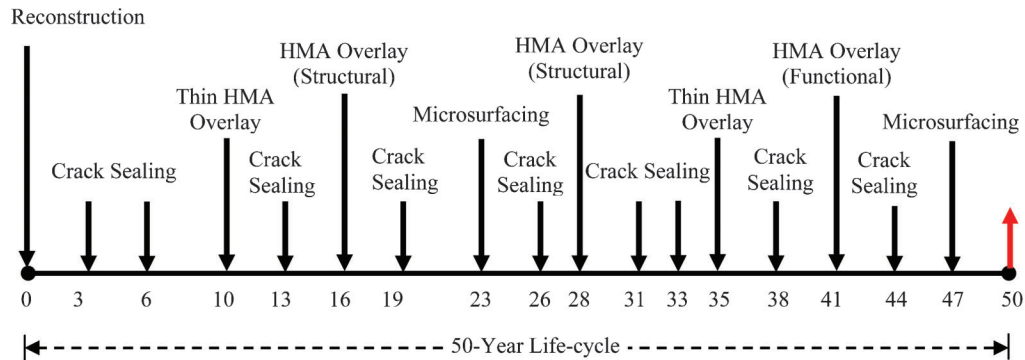 Reconstruction
HMA Overlay
(Structural)
HMA Overlay
(Structural)
HMA Overlay
(Functional)
Thin HMA
Overlay
Microsurfacing
Thin HMA
Overlay
Microsurfacing
Crack Sealing
Crack
Sealing
Crack
Sealing
Crack
Sealing
Crack Sealing
Crack
Sealing
Crack
Sealing
0 3 6 10 13 16 19 23 26 28 31 33 35 38 41 44 47 50
50-Year Life-cycle